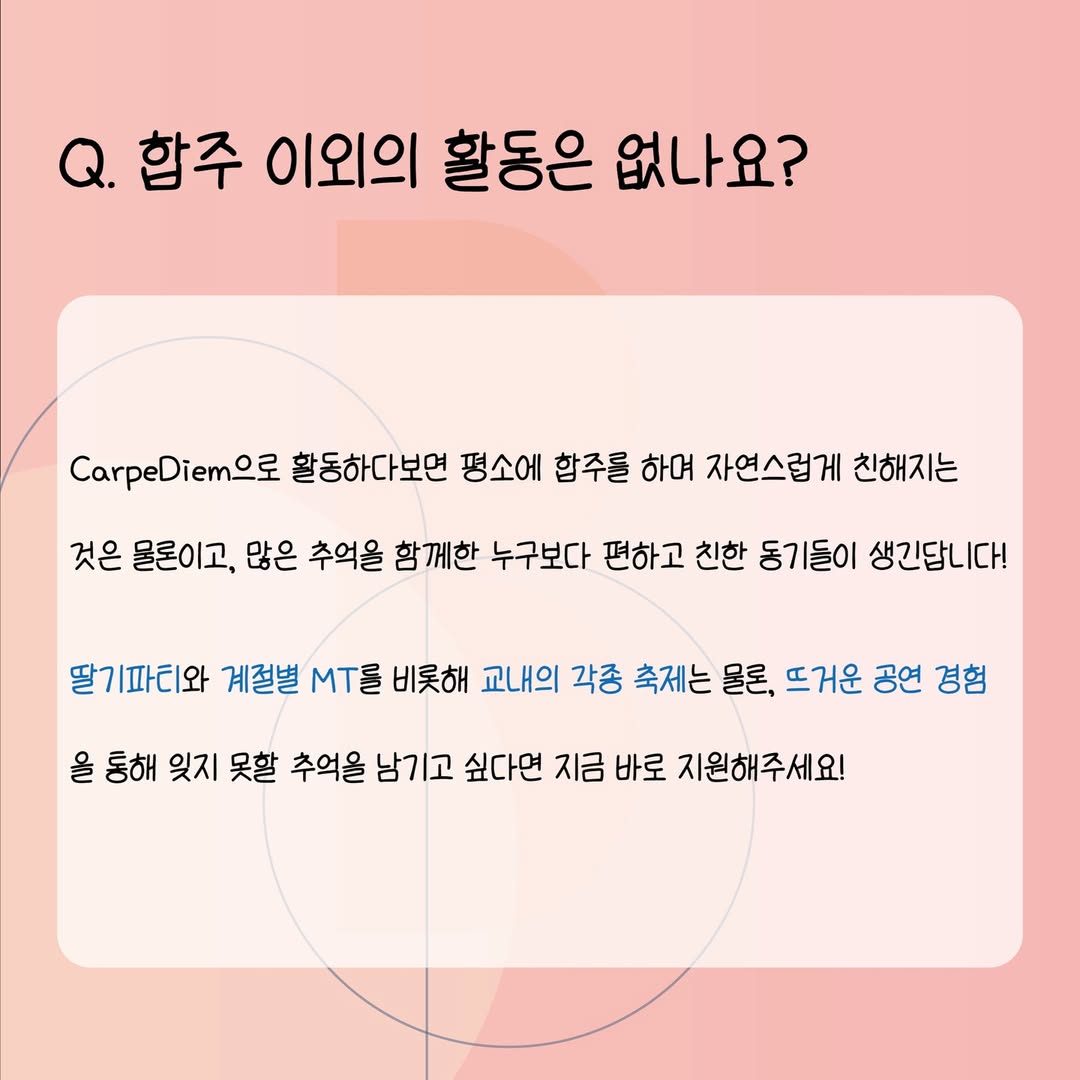 Q. 합주 이외의 활동은 없나요?
CarpeDiem으로 활동하다보면 평소에 합주를 하며 자연스럽게 친해지는
것은 물론이고, 많은 추억을 함께한 누구보다 편하고 친한 동기들이 생긴답니다!
딸기파티와 계절별 MT를 비롯해 교내의 각종 축제는 물론, 뜨거운 공연 경험
을 통해 잊지 못할 추억을 남기고 싶다면 지금 바로 지원해주세요!